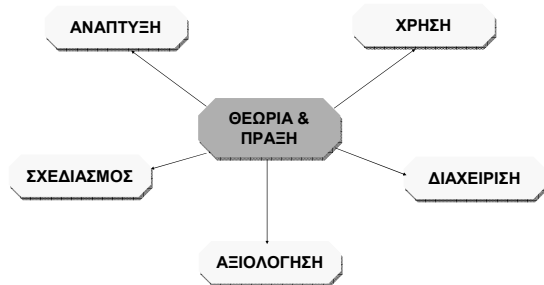 ΑΝΑΠΤΥΞΗ
ΧΡΗΣΗ
ΘΕΩΡΙΑ &
ΠΡΑΞΗ
ΣΧΕΔΙΑΣΜΟΣ
ΔΙΑΧΕΙΡΙΣΗ
ΑΞΙΟΛΟΓΗΣΗ